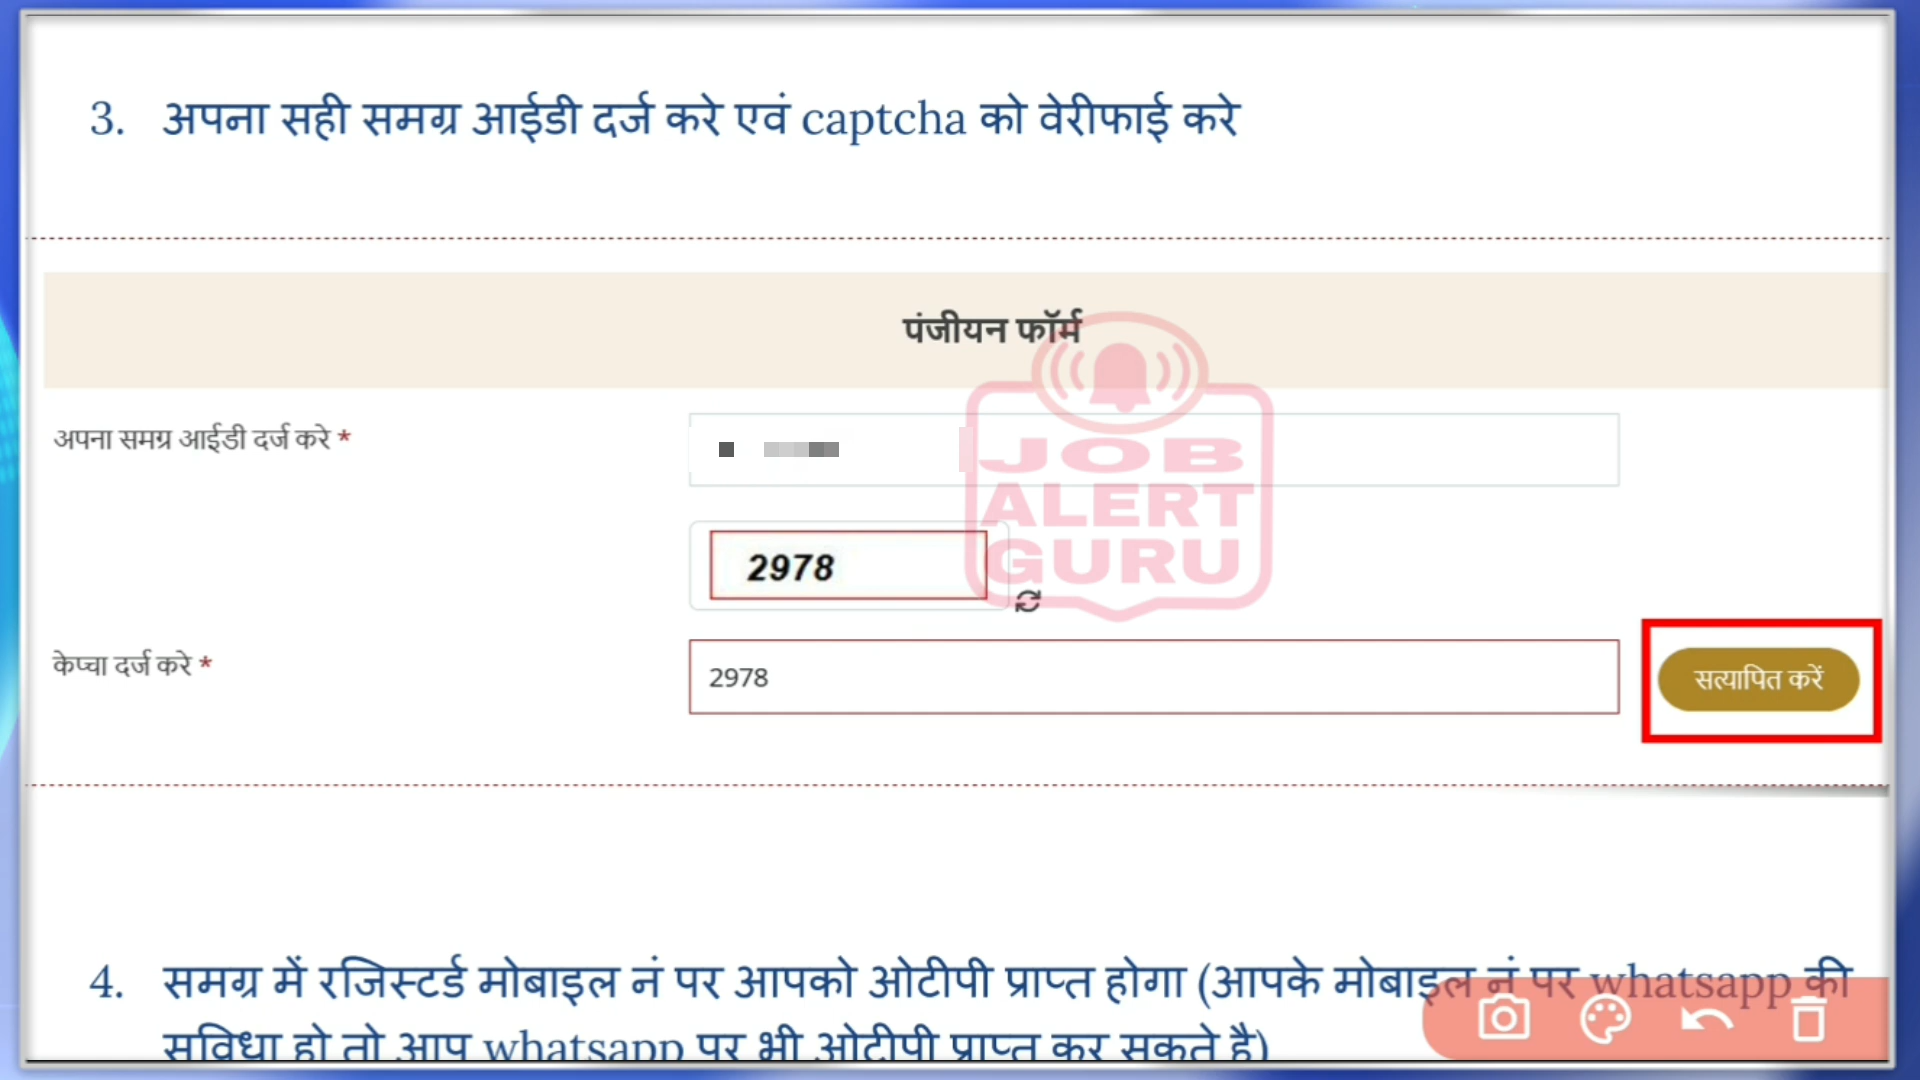 3. अपना सही समग्र आईडी दर्ज करे एवं captcha को वेरीफाई करे
पंजीयन फॉर्म
अपना समग्र आईडी दर्ज करे *
JOB
ALERT
GURU
2978
केप्चा दर्ज करे *
2978
सत्यापित करें
4. समग्र में रजिस्टर्ड मोबाइल नं पर आपको ओटीपी प्राप्त होगा (आपके मोबाइल नं पर whatsapp की
सुविधा हो तो आप whatsapp पर भी ओटीपी प्राप्त कर सकते है)